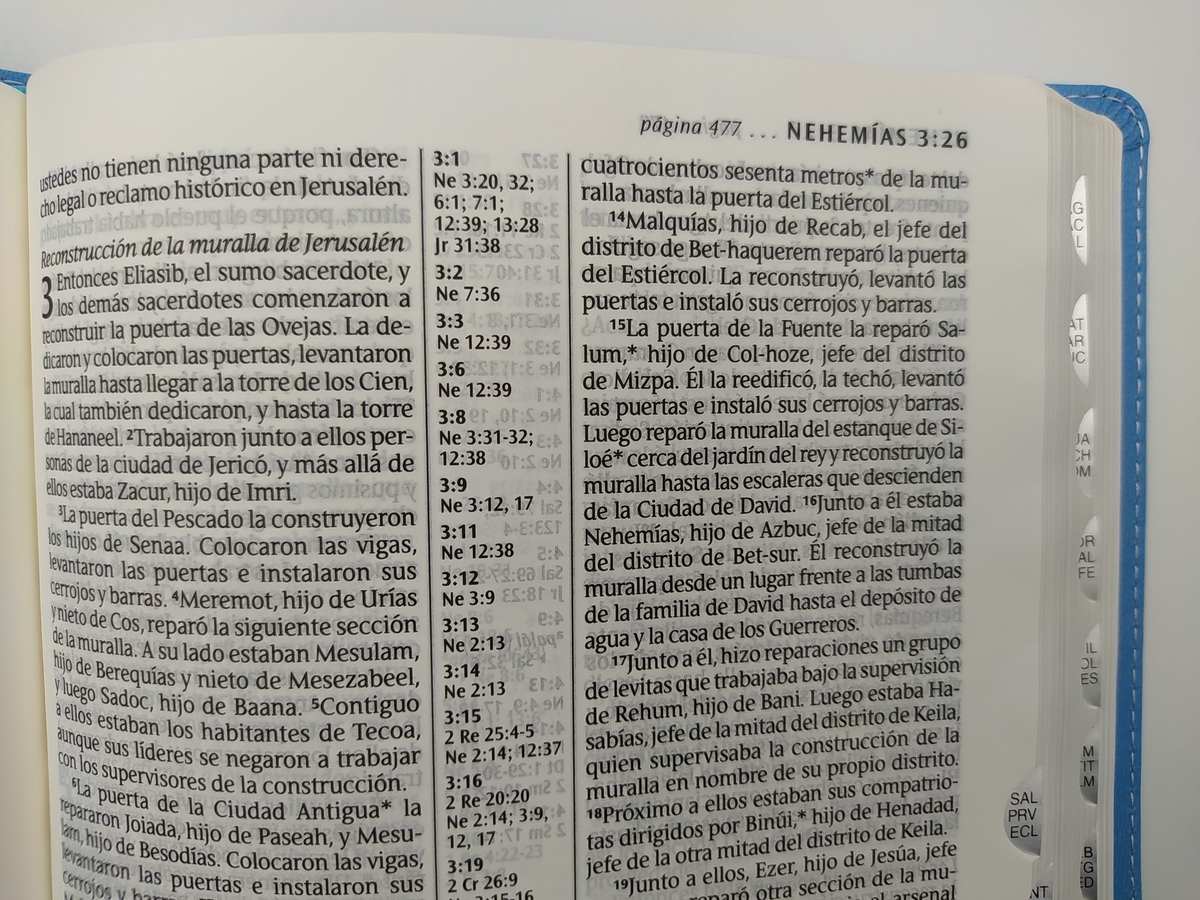 página 477 ... NEHEMÍAS 3:26
ustedes no tienen ninguna parte ni dere-
cho legal o reclamo histórico en Jerusalén.
Reconstrucción de la muralla de Jerusalén
3 Entonces Eliasib, el sumo sacerdote, y
los demás sacerdotes comenzaron a
reconstruir la puerta de las Ovejas. La de-
dicaron y colocaron las puertas, levantaron
la muralla hasta llegar a la torre de los Cien,
la cual también dedicaron, y hasta la torre
de Hananeel. ²Trabajaron junto a ellos per-
sonas de la ciudad de Jericó, y más allá de
ellos estaba Zacur, hijo de Imri.
³La puerta del Pescado la construyeron
los hijos de Senaa. Colocaron las vigas,
levantaron las puertas e instalaron sus
cerrojos y barras. ⁴Meremot, hijo de Urías
y nieto de Cos, reparó la siguiente sección
de la muralla. A su lado estaban Mesulam,
hijo de Berequías y nieto de Mesezabeel,
y luego Sadoc, hijo de Baana. ⁵Contiguo
a ellos estaban los habitantes de Tecoa,
aunque sus líderes se negaron a trabajar
con los supervisores de la construcción.
⁶La puerta de la Ciudad Antigua* la
repararon Joiada, hijo de Paseah, y Mesu-
lam, hijo de Besodías. Colocaron las vigas,
levantaron las puertas e instalaron sus
cerrojos y barras.
3:1
Ne 3:20, 32;
6:1; 7:1;
12:39; 13:28
Jr 31:38
3:2
Ne 7:36
3:3
Ne 12:39
3:6
Ne 12:39
3:8
Ne 3:31-32;
12:38
3:9
Ne 3:12, 17
3:11
Ne 12:38
3:12
Ne 3:9
3:13
Ne 2:13
3:14
Ne 2:13
3:15
2 Re 25:4-5
Ne 2:14; 12:37
3:16
2 Re 20:20
Ne 2:14; 3:9,
12, 17
3:19
2 Cr 26:9
Ne 3:15-16
cuatrocientos sesenta metros* de la mu-
ralla hasta la puerta del Estiércol.
¹⁴Malquías, hijo de Recab, el jefe del
distrito de Bet-haquerem reparó la puerta
del Estiércol. La reconstruyó, levantó las
puertas e instaló sus cerrojos y barras.
¹⁵La puerta de la Fuente la reparó Sa-
lum,* hijo de Col-hoze, jefe del distrito
de Mizpa. Él la reedificó, la techó, levantó
las puertas e instaló sus cerrojos y barras.
Luego reparó la muralla del estanque de Si-
loé* cerca del jardín del rey y reconstruyó la
muralla hasta las escaleras que descienden
de la Ciudad de David. ¹⁶Junto a él estaba
Nehemías, hijo de Azbuc, jefe de la mitad
del distrito de Bet-sur. Él reconstruyó la
muralla desde un lugar frente a las tumbas
de la familia de David hasta el depósito de
agua y la casa de los Guerreros.
¹⁷Junto a él, hizo reparaciones un grupo
de levitas que trabajaba bajo la supervisión
de Rehum, hijo de Bani. Luego estaba Ha-
sabías, jefe de la mitad del distrito de Keila,
quien supervisaba la construcción de la
muralla en nombre de su propio distrito.
¹⁸Próximo a ellos estaban sus compatrio-
tas dirigidos por Binúi,* hijo de Henadad,
jefe de la otra mitad del distrito de Keila.
¹⁹Junto a ellos, Ezer, hijo de Jesúa, jefe
reparó otra sección de la mu-
el arsenal
SAL
PRV
ECL
NT